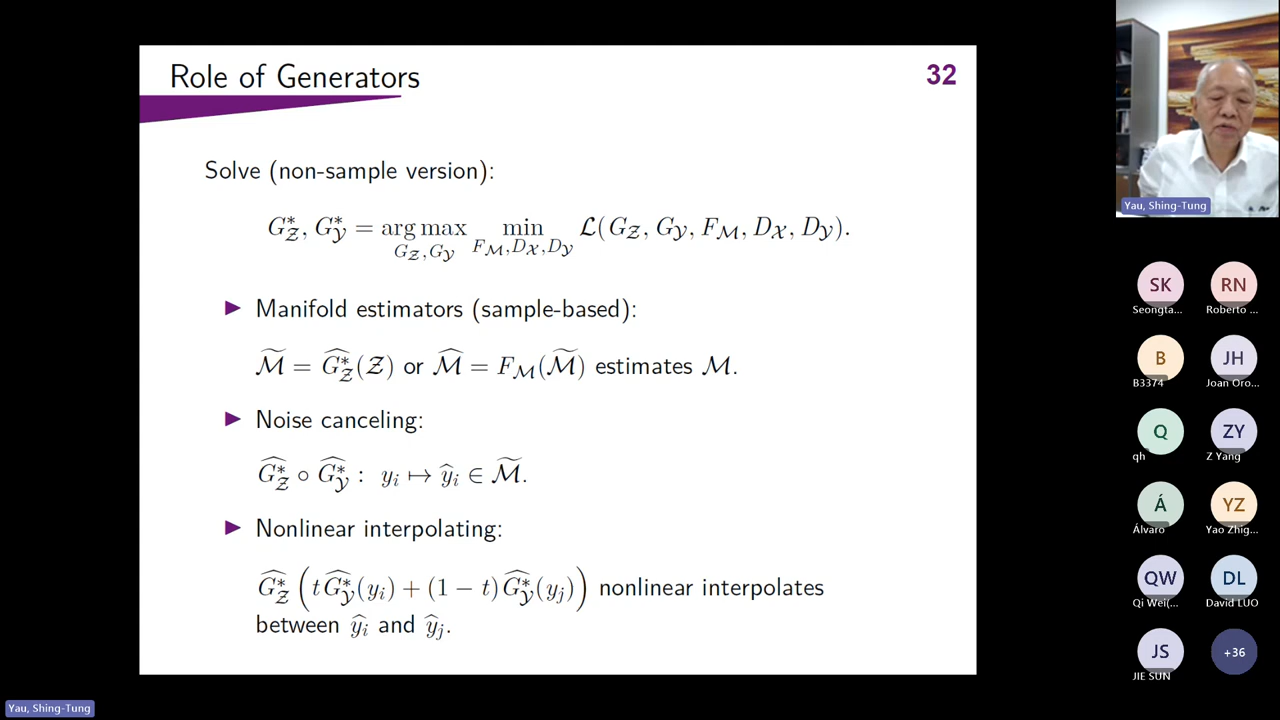 Role of Generators
32
Solve (non-sample version):
G*_𝒵, G*_𝒴 = arg max_{G_𝒵, G_𝒴} min_{F_ℳ, D_𝒳, D_𝒴} ℒ(G_𝒵, G_𝒴, F_ℳ, D_𝒳, D_𝒴).
▶ Manifold estimators (sample-based):
ℳ̃ = Ĝ*_𝒵(𝒵) or ℳ̂ = F_ℳ(ℳ̃) estimates ℳ.
▶ Noise canceling:
Ĝ*_𝒵 ∘ Ĝ*_𝒴 : y_i ↦ ŷ_i ∈ ℳ̃.
▶ Nonlinear interpolating:
Ĝ*_𝒵 (tĜ*_𝒴(y_i) + (1 − t)Ĝ*_𝒴(y_j)) nonlinear interpolates
between ŷ_i and ŷ_j.
Yau, Shing-Tung
SK
RN
Seongta...
Roberto ...
B
JH
B3374
Joan Oro...
Q
ZY
qh
Z Yang
Á
YZ
Álvaro
Yao Zhig...
QW
DL
Qi Wei(...
David LUO
JS
+36
JIE SUN
Yau, Shing-Tung